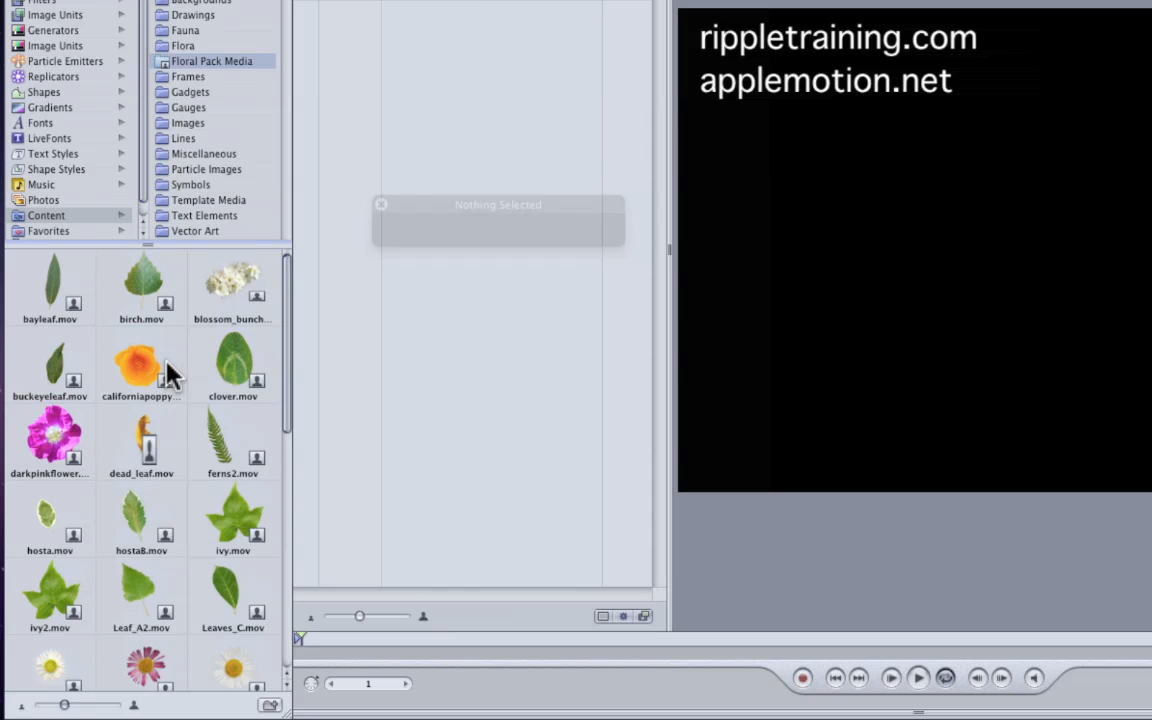 Filters
Image Units
Generators
Image Units
Particle Emitters
Replicators
Shapes
Gradients
Fonts
LiveFonts
Text Styles
Shape Styles
Music
Photos
Content
Favorites
Backgrounds
Drawings
Fauna
Flora
Floral Pack Media
Frames
Gadgets
Gauges
Images
Lines
Miscellaneous
Particle Images
Symbols
Template Media
Text Elements
Vector Art
bayleaf.mov
birch.mov
blossom_bunch...
buckeyeleaf.mov
californiapoppy...
clover.mov
darkpinkflower....
dead_leaf.mov
ferns2.mov
hosta.mov
hostaB.mov
ivy.mov
ivy2.mov
Leaf_A2.mov
Leaves_C.mov
Nothing Selected
1
rippletraining.com
applemotion.net